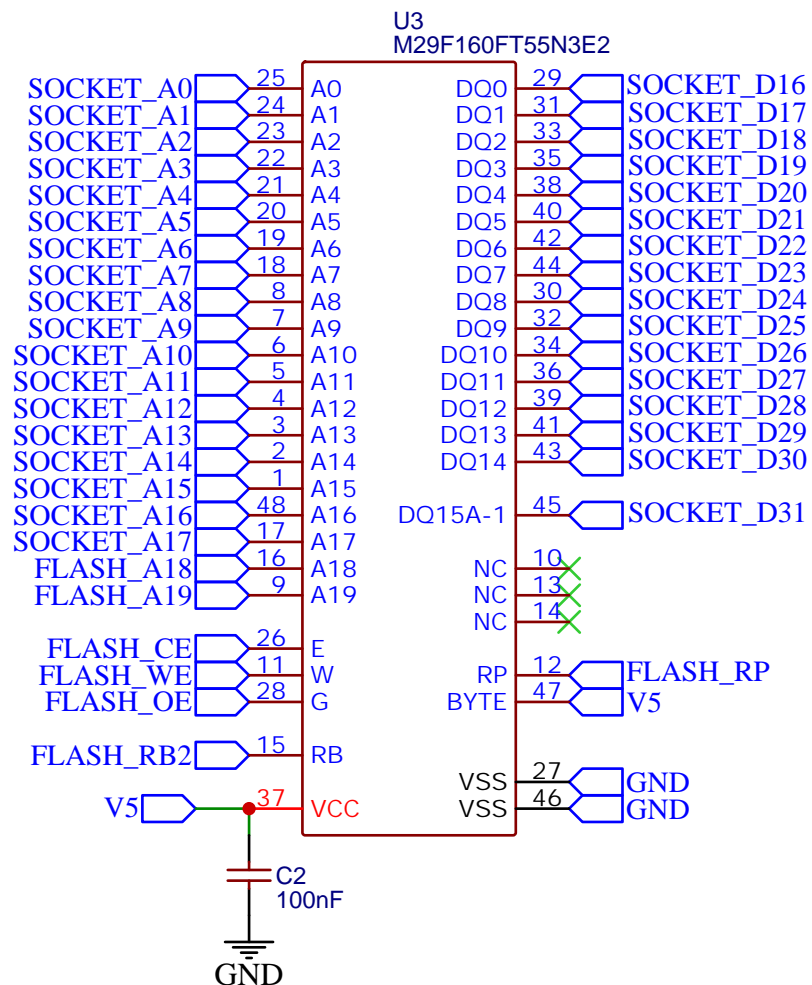 U3
M29F160FT55N3E2
SOCKET_A0 25 A0 DQ0 29 SOCKET_D16
SOCKET_A1 24 A1 DQ1 31 SOCKET_D17
SOCKET_A2 23 A2 DQ2 33 SOCKET_D18
SOCKET_A3 22 A3 DQ3 35 SOCKET_D19
SOCKET_A4 21 A4 DQ4 38 SOCKET_D20
SOCKET_A5 20 A5 DQ5 40 SOCKET_D21
SOCKET_A6 19 A6 DQ6 42 SOCKET_D22
SOCKET_A7 18 A7 DQ7 44 SOCKET_D23
SOCKET_A8 8 A8 DQ8 30 SOCKET_D24
SOCKET_A9 7 A9 DQ9 32 SOCKET_D25
SOCKET_A10 6 A10 DQ10 34 SOCKET_D26
SOCKET_A11 5 A11 DQ11 36 SOCKET_D27
SOCKET_A12 4 A12 DQ12 39 SOCKET_D28
SOCKET_A13 3 A13 DQ13 41 SOCKET_D29
SOCKET_A14 2 A14 DQ14 43 SOCKET_D30
SOCKET_A15 1 A15
SOCKET_A16 48 A16 DQ15A-1 45 SOCKET_D31
SOCKET_A17 17 A17
FLASH_A18 16 A18 NC 10
FLASH_A19 9 A19 NC 13
NC 14
FLASH_CE 26 E
FLASH_WE 11 W RP 12 FLASH_RP
FLASH_OE 28 G BYTE 47 V5
FLASH_RB2 15 RB
VSS 27 GND
V5 37 VCC VSS 46 GND
C2
100nF
GND